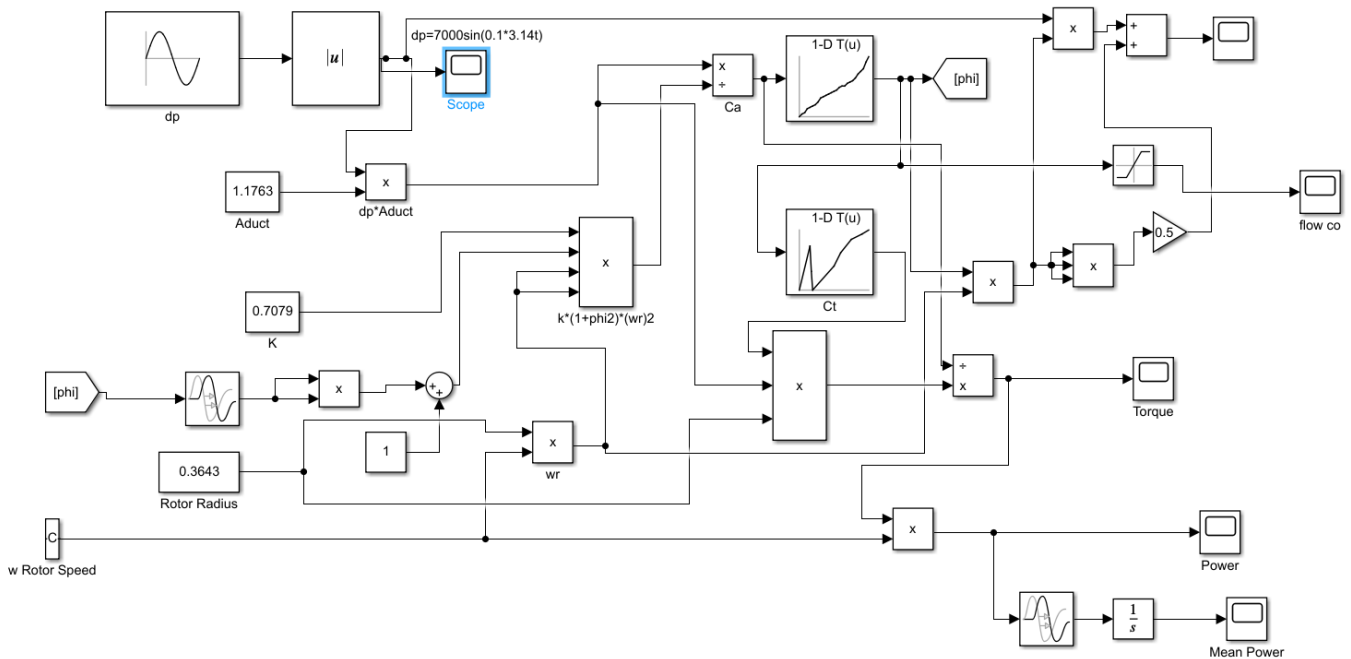 dp
|u|
dp=7000sin(0.1*3.14t)
Scope
x
÷
Ca
1-D T(u)
[phi]
x
+
+
1.1763
Aduct
x
dp*Aduct
flow co
x
k*(1+phi2)*(wr)2
1-D T(u)
Ct
x
x
0.5
0.7079
K
[phi]
x
+
+
1
x
wr
x
÷
x
Torque
0.3643
Rotor Radius
C
w Rotor Speed
x
Power
1
s
Mean Power